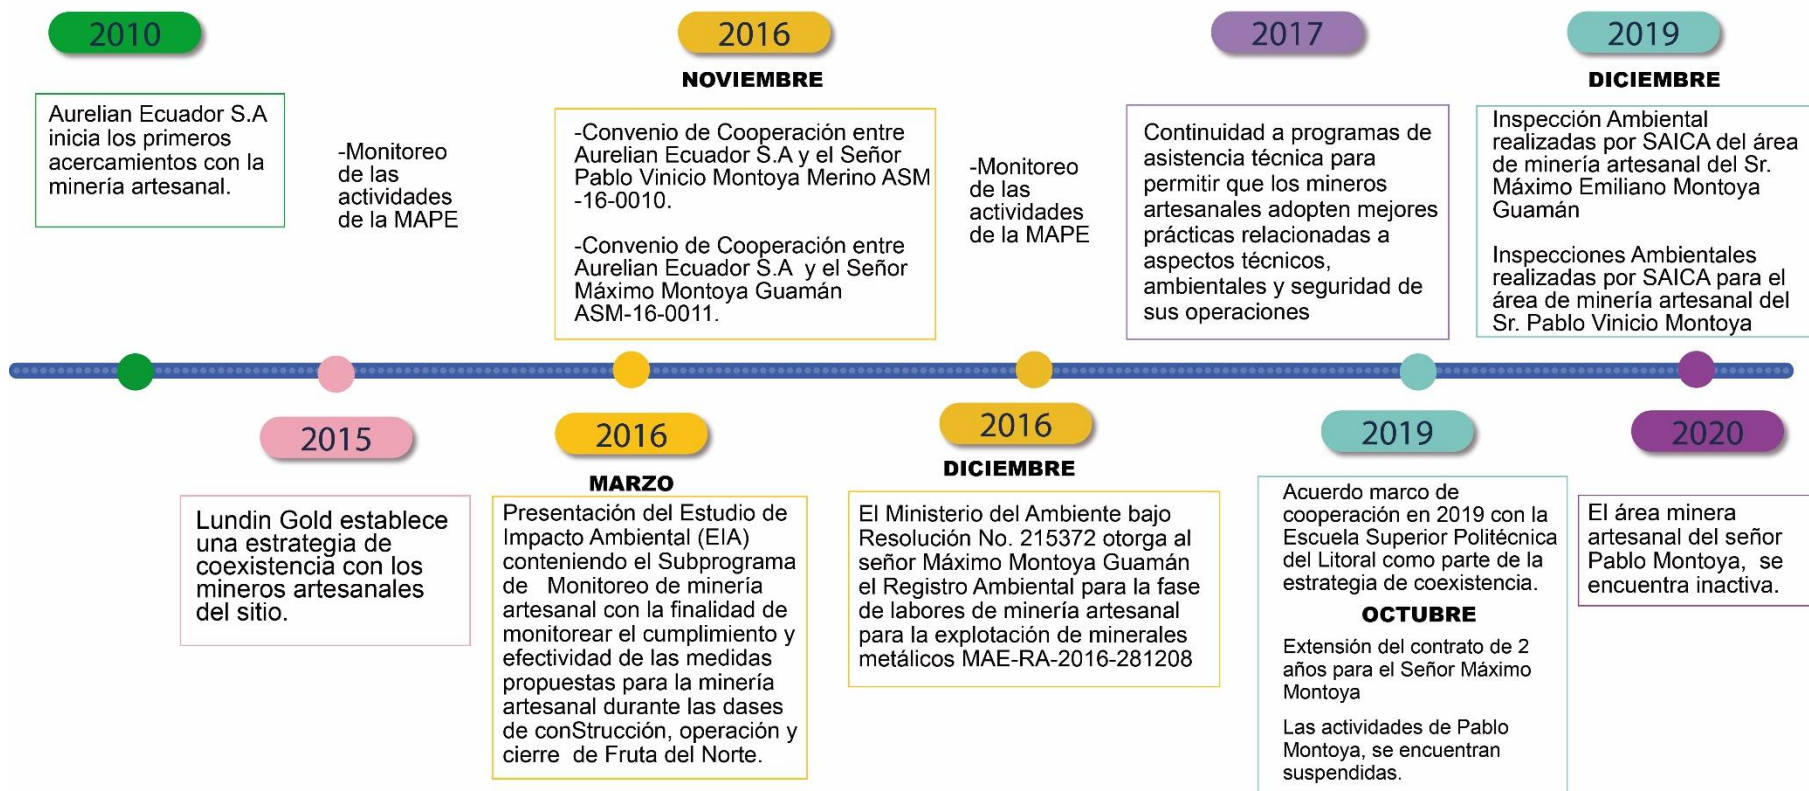 2010
Aurelian Ecuador S.A
inicia los primeros
acercamientos con la
minería artesanal.
-Monitoreo
de las
actividades
de la MAPE
2016
NOVIEMBRE
-Convenio de Cooperación entre
Aurelian Ecuador S.A y el Señor
Pablo Vinicio Montoya Merino ASM
-16-0010.
-Convenio de Cooperación entre
Aurelian Ecuador S.A y el Señor
Máximo Montoya Guamán
ASM-16-0011.
-Monitoreo
de las
actividades
de la MAPE
2017
Continuidad a programas de
asistencia técnica para
permitir que los mineros
artesanales adopten mejores
prácticas relacionadas a
aspectos técnicos,
ambientales y seguridad de
sus operaciones
2019
DICIEMBRE
Inspección Ambiental
realizadas por SAICA del área
de minería artesanal del Sr.
Máximo Emiliano Montoya
Guamán
Inspecciones Ambientales
realizadas por SAICA para el
área de minería artesanal del
Sr. Pablo Vinicio Montoya
2015
Lundin Gold establece
una estrategia de
coexistencia con los
mineros artesanales
del sitio.
2016
MARZO
Presentación del Estudio de
Impacto Ambiental (EIA)
conteniendo el Subprograma
de Monitoreo de minería
artesanal con la finalidad de
monitorear el cumplimiento y
efectividad de las medidas
propuestas para la minería
artesanal durante las dases
de conStrucción, operación y
cierre de Fruta del Norte.
2016
DICIEMBRE
El Ministerio del Ambiente bajo
Resolución No. 215372 otorga al
señor Máximo Montoya Guamán
el Registro Ambiental para la fase
de labores de minería artesanal
para la explotación de minerales
metálicos MAE-RA-2016-281208
2019
Acuerdo marco de
cooperación en 2019 con la
Escuela Superior Politécnica
del Litoral como parte de la
estrategia de coexistencia.
OCTUBRE
Extensión del contrato de 2
años para el Señor Máximo
Montoya
Las actividades de Pablo
Montoya, se encuentran
suspendidas.
2020
El área minera
artesanal del señor
Pablo Montoya, se
encuentra inactiva.